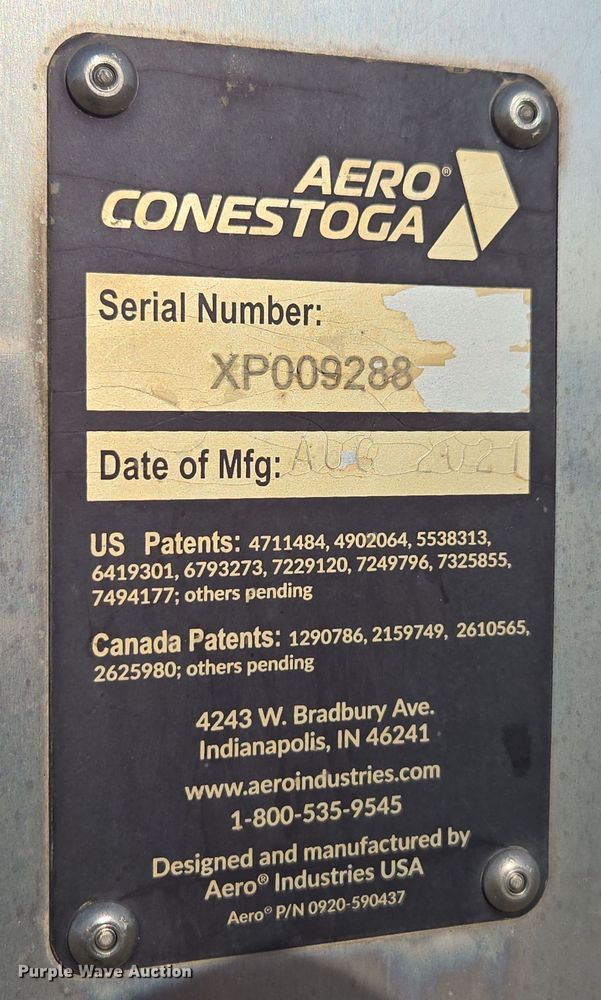 AERO®
CONESTOGA
Serial Number:
XP009288
Date of Mfg: AUG 2021
US Patents: 4711484, 4902064, 5538313,
6419301, 6793273, 7229120, 7249796, 7325855,
7494177; others pending
Canada Patents: 1290786, 2159749, 2610565,
2625980; others pending
4243 W. Bradbury Ave.
Indianapolis, IN 46241
www.aeroindustries.com
1-800-535-9545
Designed and manufactured by
Aero® Industries USA
Aero® P/N 0920-590437
Purple Wave Auction